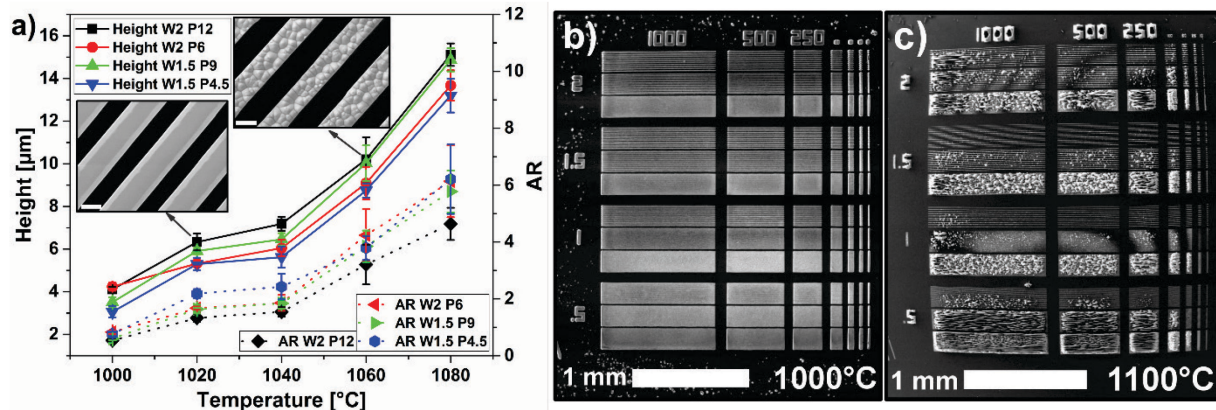 a)
16
14
12
10
8
6
4
2
Height [µm]
Height W2 P12
Height W2 P6
Height W1.5 P9
Height W1.5 P4.5
12
10
8
6
4
2
0
AR
AR W2 P6
AR W1.5 P9
AR W1.5 P4.5
AR W2 P12
1000 1020 1040 1060 1080
Temperature [°C]
b)
1000 500 250
2
1.5
1
.5
1 mm 1000°C
c)
1000 500 250
2
1.5
1
.5
1 mm 1100°C